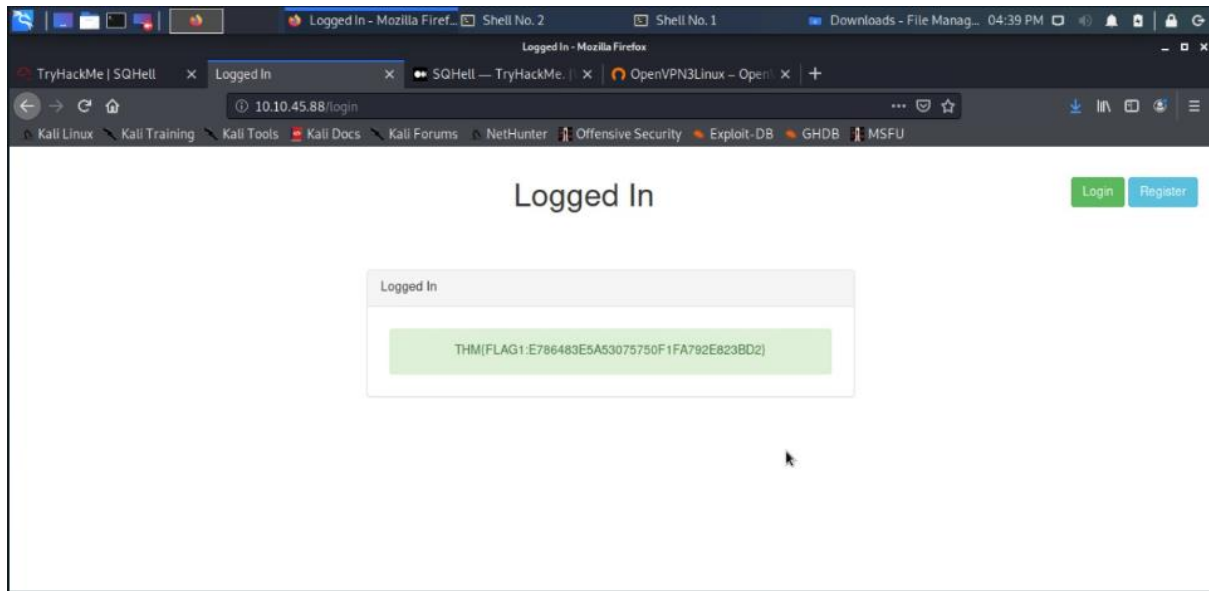 Logged In - Mozilla Firef... Shell No. 2 Shell No. 1 Downloads - File Manag... 04:39 PM
Logged In - Mozilla Firefox
TryHackMe | SQHell Logged In SQHell — TryHackMe. | OpenVPN3Linux – Open
10.10.45.88/login
Kali Linux Kali Training Kali Tools Kali Docs Kali Forums NetHunter Offensive Security Exploit-DB GHDB MSFU
Logged In
Login Register
Logged In
THM{FLAG1:E786483E5A53075750F1FA792E823BD2}